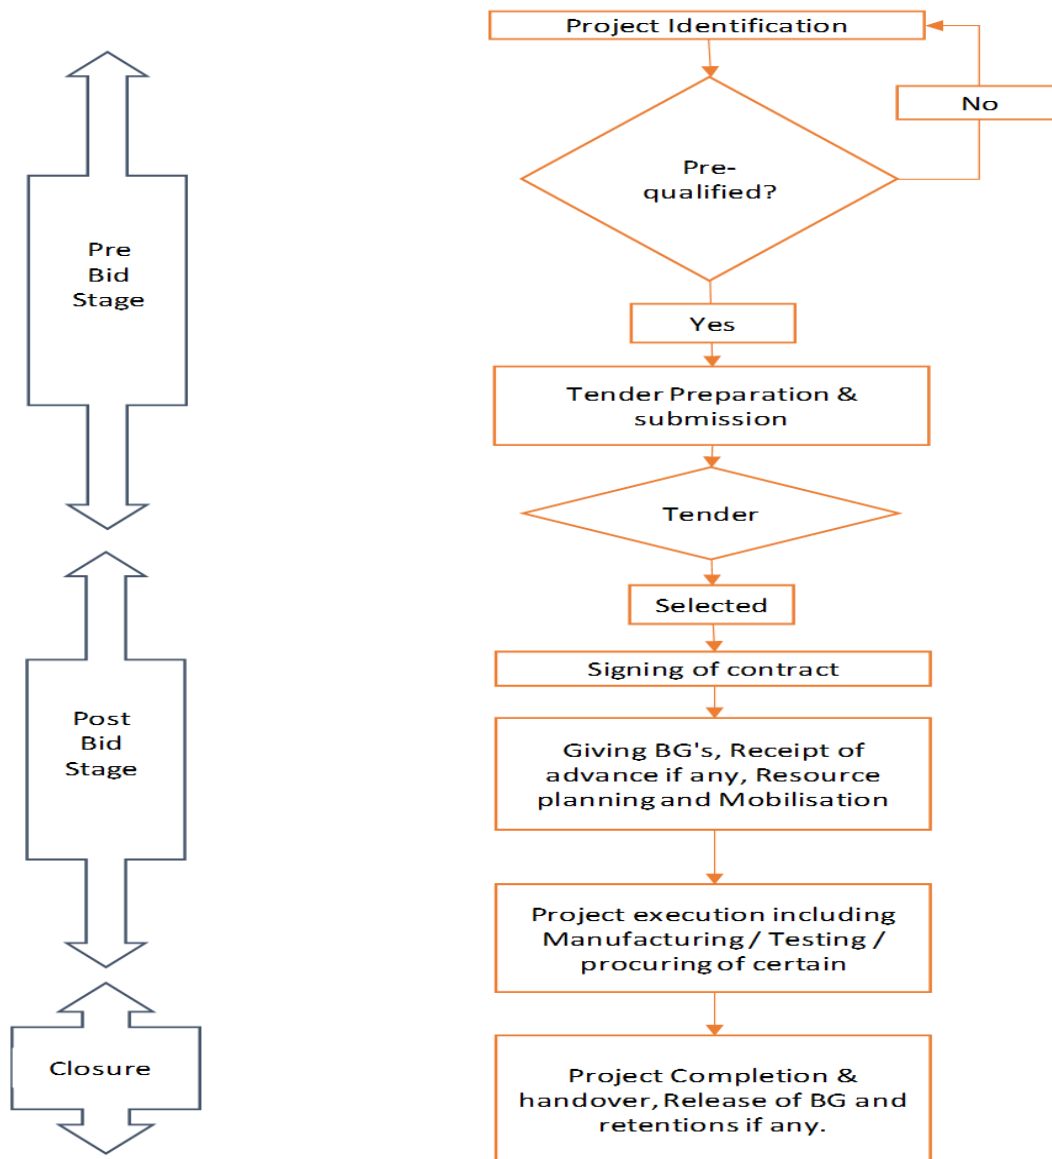 Project Identification
No
Pre-
qualified?
Pre
Bid
Stage
Yes
Tender Preparation &
submission
Tender
Selected
Signing of contract
Post
Bid
Stage
Giving BG's, Receipt of
advance if any, Resource
planning and Mobilisation
Project execution including
Manufacturing / Testing /
procuring of certain
Closure
Project Completion &
handover, Release of BG and
retentions if any.